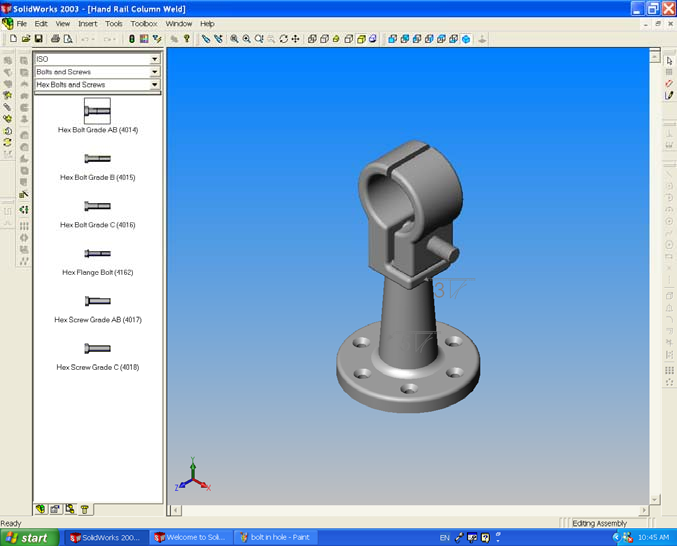 SolidWorks 2003 - [Hand Rail Column Weld]
File Edit View Insert Tools Toolbox Window Help
ISO
Bolts and Screws
Hex Bolts and Screws
Hex Bolt Grade AB (4014)
Hex Bolt Grade B (4015)
Hex Bolt Grade C (4016)
Hex Flange Bolt (4162)
Hex Screw Grade AB (4017)
Hex Screw Grade C (4018)
3
Y
Z
X
Ready
Editing Assembly
start
SolidWorks 200...
Welcome to Soli...
bolt in hole - Paint
EN
10:45 AM